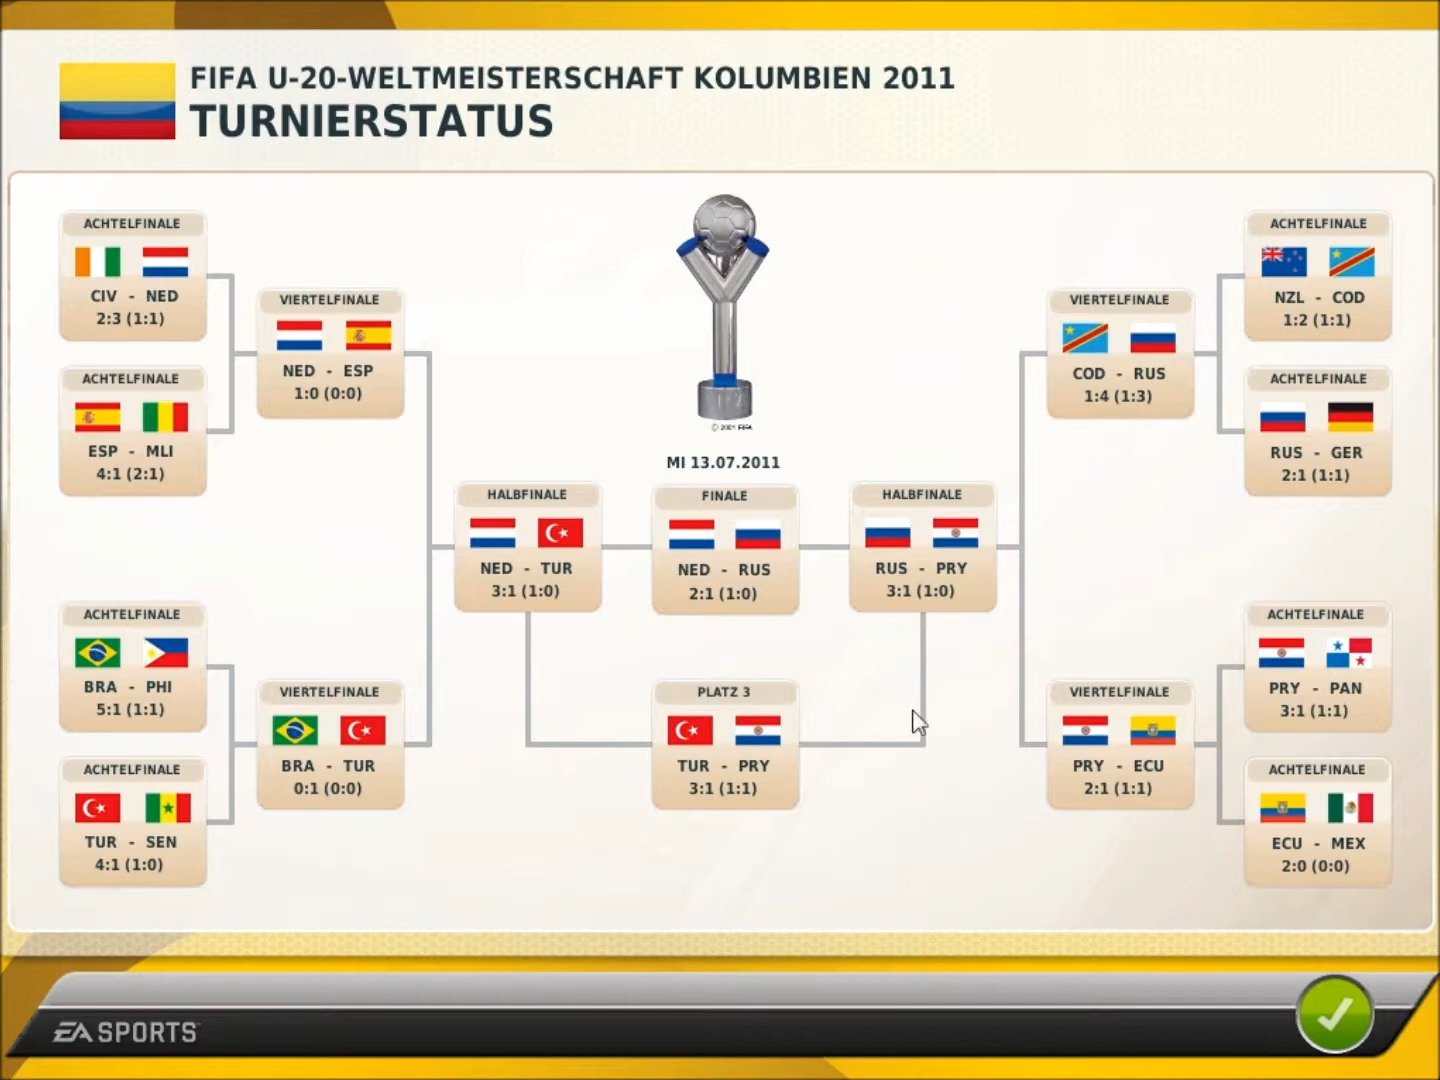 FIFA U-20-WELTMEISTERSCHAFT KOLUMBIEN 2011
TURNIERSTATUS
ACHTELFINALE
CIV - NED
2:3 (1:1)
ACHTELFINALE
ESP - MLI
4:1 (2:1)
ACHTELFINALE
BRA - PHI
5:1 (1:1)
ACHTELFINALE
TUR - SEN
4:1 (1:0)
VIERTELFINALE
NED - ESP
1:0 (0:0)
VIERTELFINALE
BRA - TUR
0:1 (0:0)
HALBFINALE
NED - TUR
3:1 (1:0)
© 2001 FIFA
MI 13.07.2011
FINALE
NED - RUS
2:1 (1:0)
PLATZ 3
TUR - PRY
3:1 (1:1)
HALBFINALE
RUS - PRY
3:1 (1:0)
VIERTELFINALE
COD - RUS
1:4 (1:3)
VIERTELFINALE
PRY - ECU
2:1 (1:1)
ACHTELFINALE
NZL - COD
1:2 (1:1)
ACHTELFINALE
RUS - GER
2:1 (1:1)
ACHTELFINALE
PRY - PAN
3:1 (1:1)
ACHTELFINALE
ECU - MEX
2:0 (0:0)
EA SPORTS